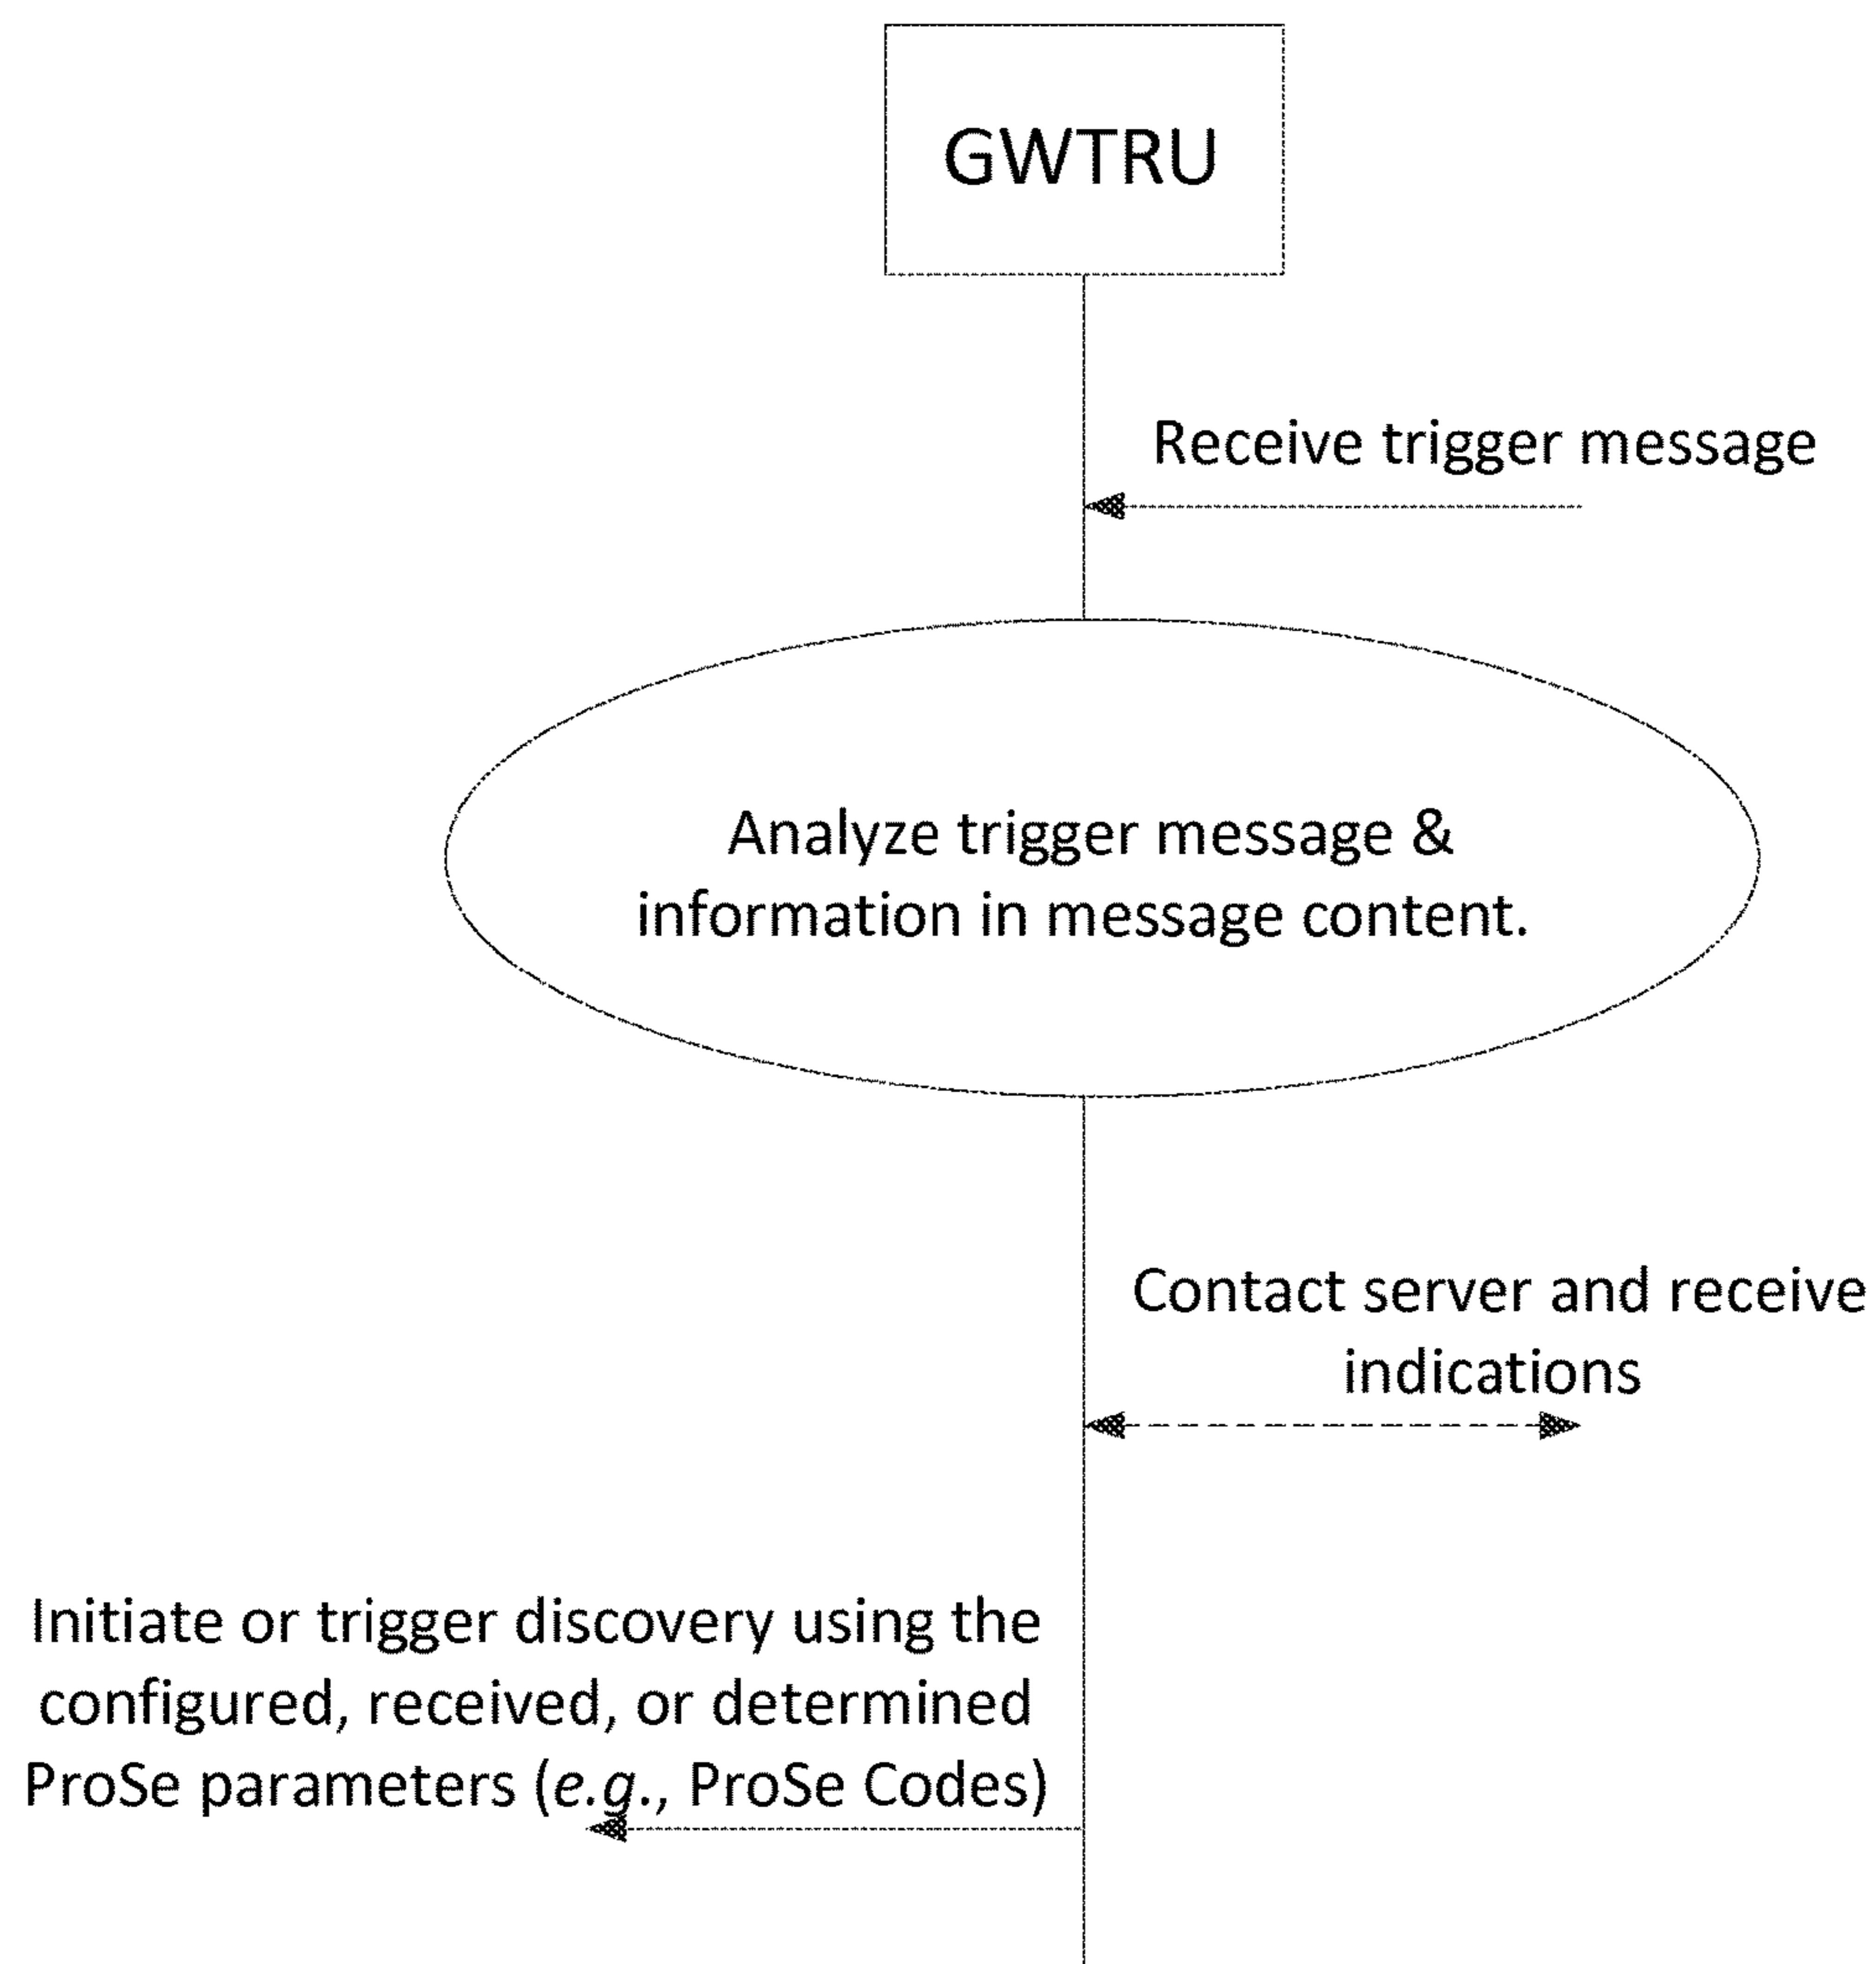 GWTRU
Receive trigger message
Analyze trigger message &
information in message content.
Contact server and receive
indications
Initiate or trigger discovery using the
configured, received, or determined
ProSe parameters (e.g., ProSe Codes)